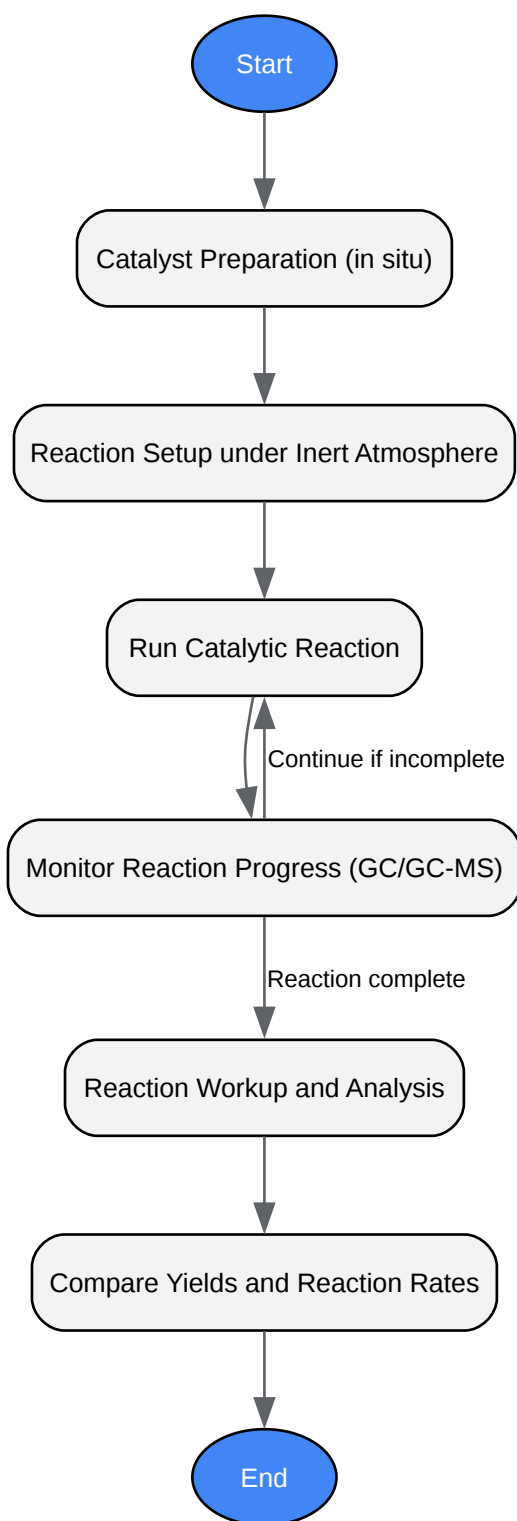 Start
Catalyst Preparation (in situ)
Reaction Setup under Inert Atmosphere
Run Catalytic Reaction
Continue if incomplete
Monitor Reaction Progress (GC/GC-MS)
Reaction complete
Reaction Workup and Analysis
Compare Yields and Reaction Rates
End